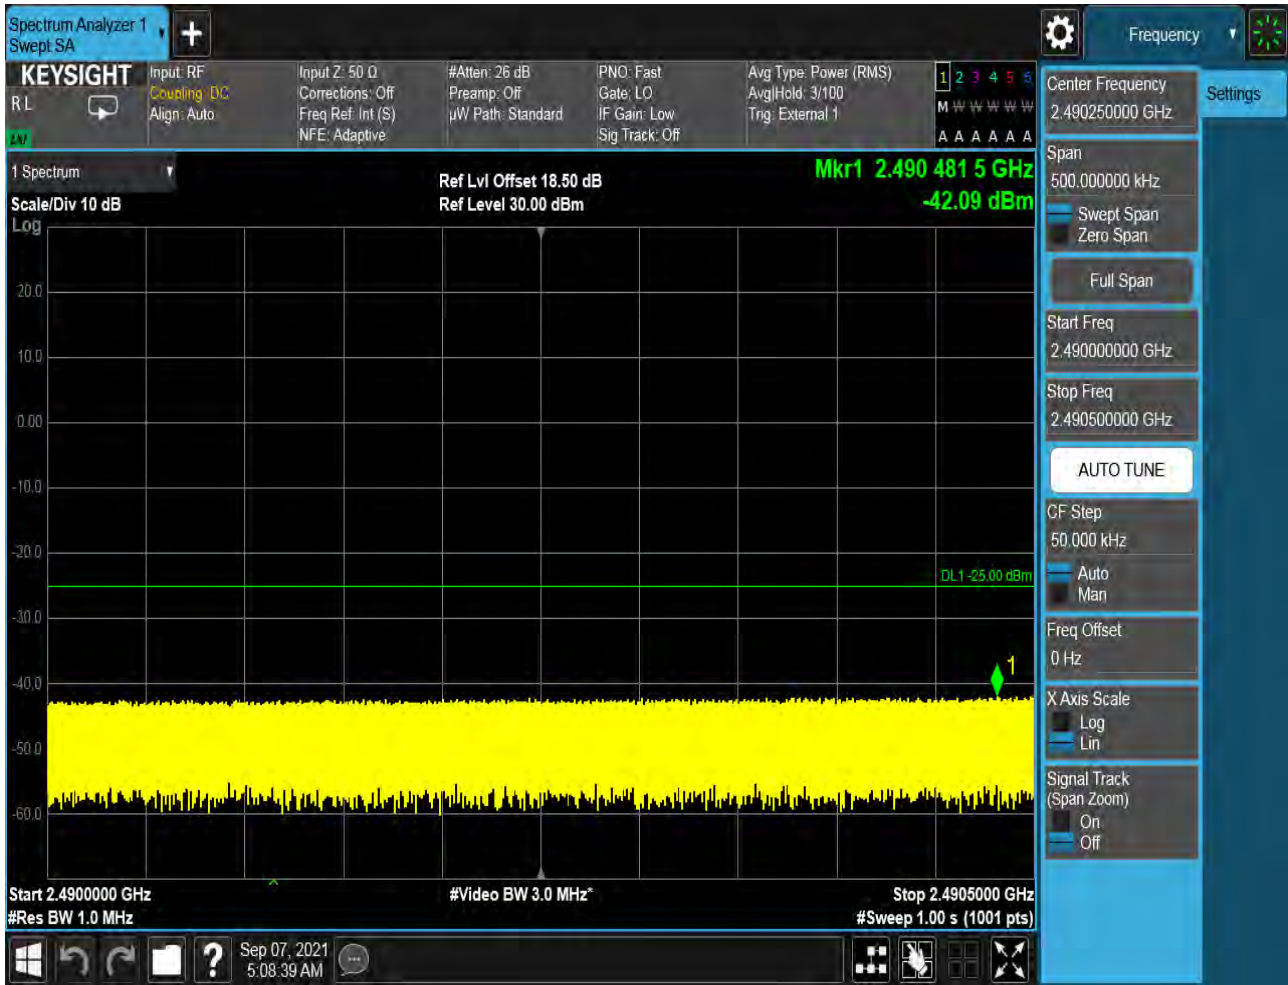 Spectrum Analyzer 1
Swept SA
Frequency
KEYSIGHT
R L
Input: RF
Coupling: DC
Align: Auto
Input Z: 50 Ω
Corrections: Off
Freq Ref: Int (S)
NFE: Adaptive
#Atten: 26 dB
Preamp: Off
µW Path: Standard
PNO: Fast
Gate: LO
IF Gain: Low
Sig Track: Off
Avg Type: Power (RMS)
Avg|Hold: 3/100
Trig: External 1
1 2 3 4 5 6
M W W W W W
A A A A A A
1 Spectrum
Scale/Div 10 dB
Log
Ref Lvl Offset 18.50 dB
Ref Level 30.00 dBm
Mkr1 2.490 481 5 GHz
-42.09 dBm
20.0
10.0
0.00
-10.0
-20.0
DL1 -25.00 dBm
-30.0
1
-40.0
-50.0
-60.0
Start 2.4900000 GHz
#Res BW 1.0 MHz
#Video BW 3.0 MHz*
Stop 2.4905000 GHz
#Sweep 1.00 s (1001 pts)
Sep 07, 2021
5:08:39 AM
Center Frequency
2.490250000 GHz
Settings
Span
500.000000 kHz
Swept Span
Zero Span
Full Span
Start Freq
2.490000000 GHz
Stop Freq
2.490500000 GHz
AUTO TUNE
CF Step
50.000 kHz
Auto
Man
Freq Offset
0 Hz
X Axis Scale
Log
Lin
Signal Track
(Span Zoom)
On
Off